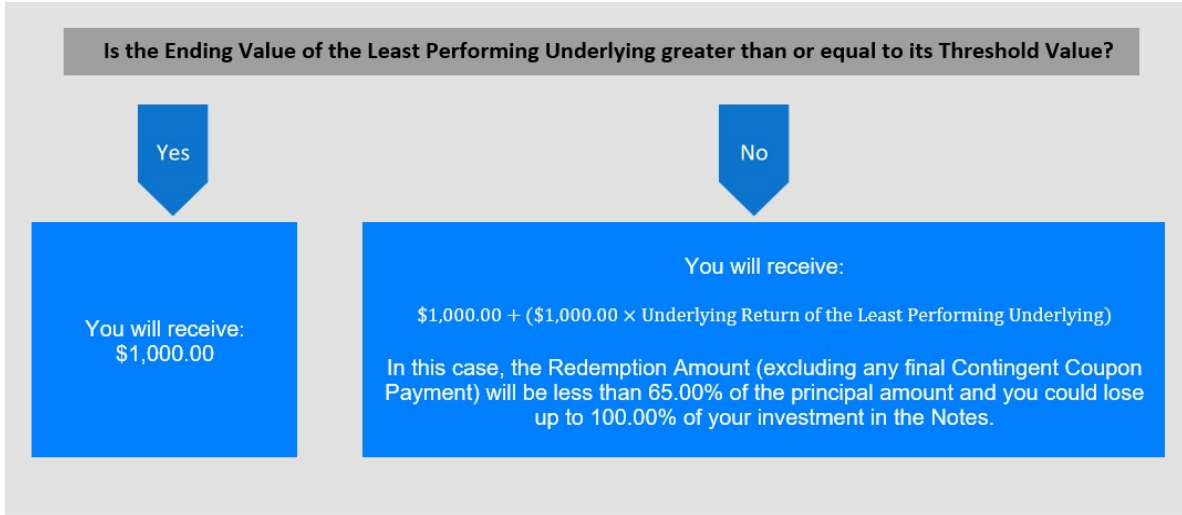 Is the Ending Value of the Least Performing Underlying greater than or equal to its Threshold Value?
Yes
No
You will receive:
$1,000.00
You will receive:
$1,000.00 + ($1,000.00 × Underlying Return of the Least Performing Underlying)
In this case, the Redemption Amount (excluding any final Contingent Coupon
Payment) will be less than 65.00% of the principal amount and you could lose
up to 100.00% of your investment in the Notes.